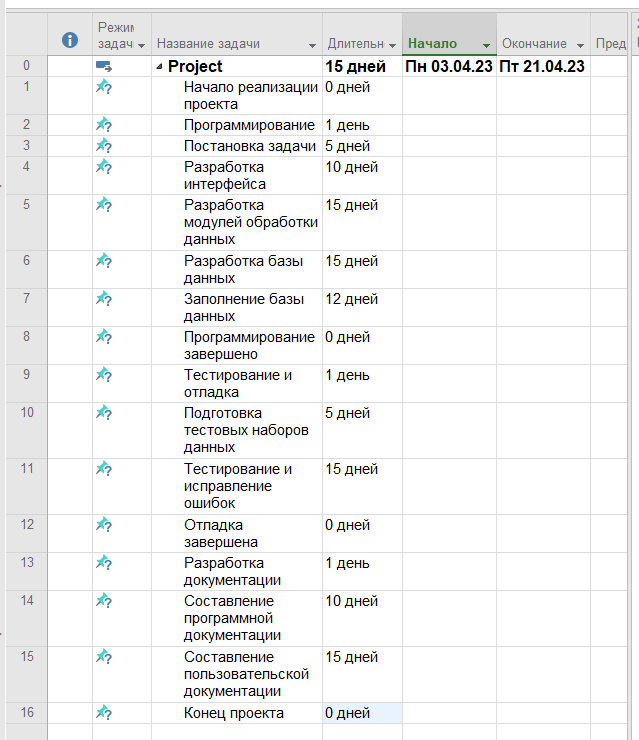 Режим задачи Название задачи Длительн Начало Окончание Пред
0 Project 15 дней Пн 03.04.23 Пт 21.04.23
1 Начало реализации 0 дней
проекта
2 Программирование 1 день
3 Постановка задачи 5 дней
4 Разработка 10 дней
интерфейса
5 Разработка 15 дней
модулей обработки
данных
6 Разработка базы 15 дней
данных
7 Заполнение базы 12 дней
данных
8 Программирование 0 дней
завершено
9 Тестирование и 1 день
отладка
10 Подготовка 5 дней
тестовых наборов
данных
11 Тестирование и 15 дней
исправление
ошибок
12 Отладка 0 дней
завершена
13 Разработка 1 день
документации
14 Составление 10 дней
программной
документации
15 Составление 15 дней
пользовательской
документации
16 Конец проекта 0 дней